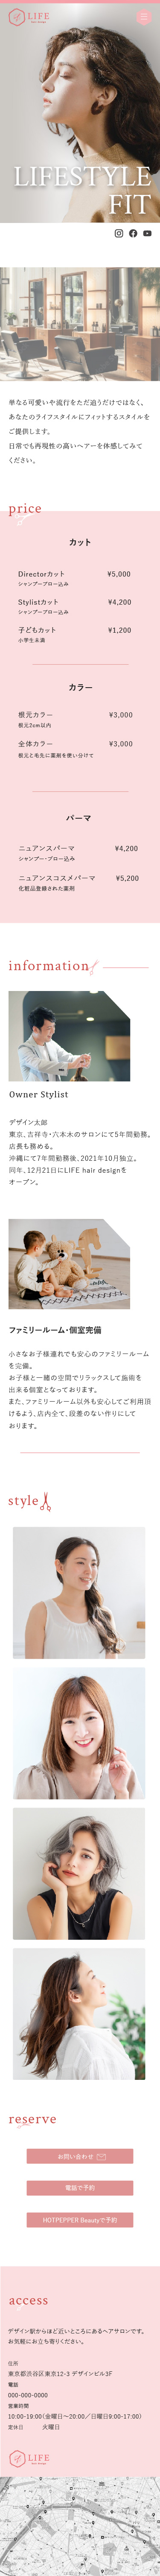 LIFE
hair design
LIFESTYLE
FIT
単なる可愛いや流行をただ追うだけではなく、
あなたのライフスタイルにフィットするスタイルを
ご提供します。
日常でも再現性の高いヘアーを体感してみて
ください。
price
カット
Directorカット ¥5,000
シャンプーブロー込み
Stylistカット ¥4,200
シャンプーブロー込み
子どもカット ¥1,200
小学生未満
カラー
根元カラー ¥3,000
根元2cm以内
全体カラー ¥3,000
根元と毛先に薬剤を使い分けて
パーマ
ニュアンスパーマ ¥4,200
シャンプー・ブロー込み
ニュアンスコスメパーマ ¥5,200
化粧品登録された薬剤
information
Owner Stylist
デザイン太郎
東京、吉祥寺・六本木のサロンにて5年間勤務。
店長も務める。
沖縄にて7年間勤務後、2021年10月独立。
同年、12月21日にLIFE hair designを
オープン。
ファミリールーム・個室完備
小さなお子様連れでも安心のファミリールーム
を完備。
お子様と一緒の空間でリラックスして施術を
出来る個室となっております。
また、ファミリールーム以外も安心してご利用頂
けるよう、店内全て、段差のない作りにして
おります。
style
reserve
お問い合わせ
電話で予約
HOTPEPPER Beautyで予約
access
デザイン駅からほど近いところにあるヘアサロンです。
お気軽にお立ち寄りください。
住所
東京都渋谷区東京12-3 デザインビル3F
電話
000-000-0000
営業時間
10:00-19:00(金曜日〜20:00／日曜日9:00-17:00)
定休日 火曜日
LIFE
hair design